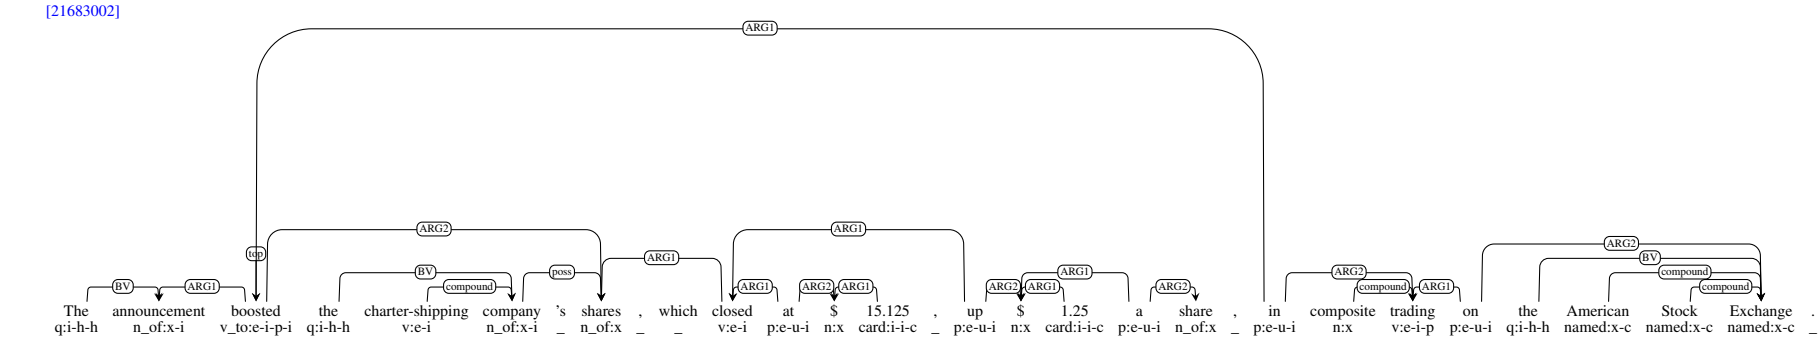 [21683002]
ARG1
ARG2 ARG1 ARG2
top ARG1 BV
BV poss ARG1 ARG2 compound
BV ARG1 compound ARG1 ARG2 ARG1 ARG2 ARG1 ARG2 compound ARG1 compound
The announcement boosted the charter-shipping company 's shares , which closed at $ 15.125 , up $ 1.25 a share , in composite trading on the American Stock Exchange .
q:i-h-h n_of:x-i v_to:e-i-p-i q:i-h-h v:e-i n_of:x-i _ n_of:x _ _ v:e-i p:e-u-i n:x card:i-i-c _ p:e-u-i n:x card:i-i-c p:e-u-i n_of:x _ p:e-u-i n:x v:e-i-p p:e-u-i q:i-h-h named:x-c named:x-c named:x-c _